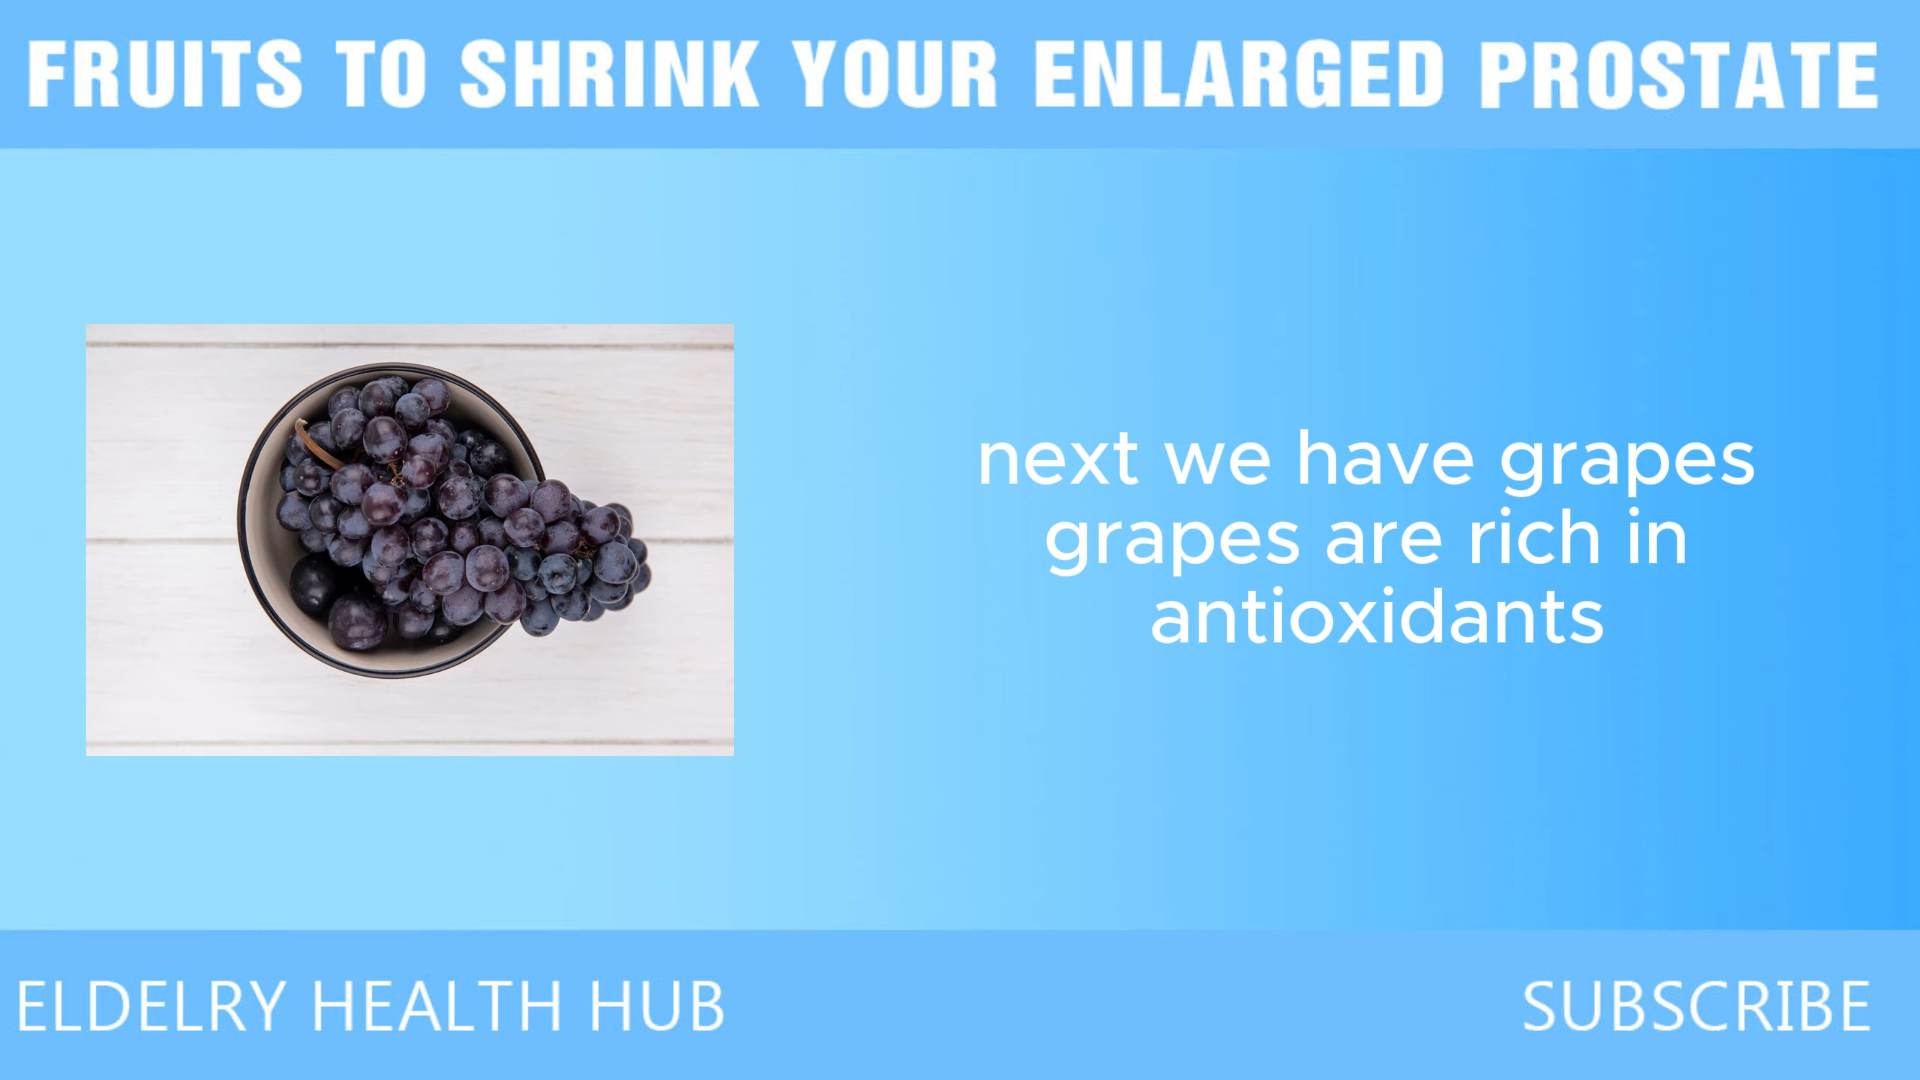 FRUITS TO SHRINK YOUR ENLARGED PROSTATE
next we have grapes
grapes are rich in
antioxidants
ELDELRY HEALTH HUB
SUBSCRIBE